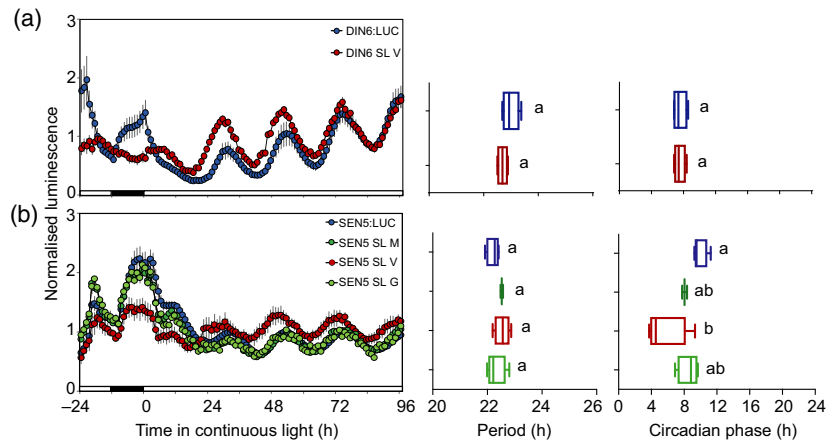 (a)
DIN6:LUC
DIN6 SL V
3
2
1
0
a
a
a
a
(b)
SEN5:LUC
SEN5 SL M
SEN5 SL V
SEN5 SL G
Normalised luminescence
3
2
1
0
a
a
a
a
a
ab
b
ab
−24 0 24 48 72 96
20 22 24 26
0 4 8 12 16 20 24
Time in continuous light (h)
Period (h)
Circadian phase (h)